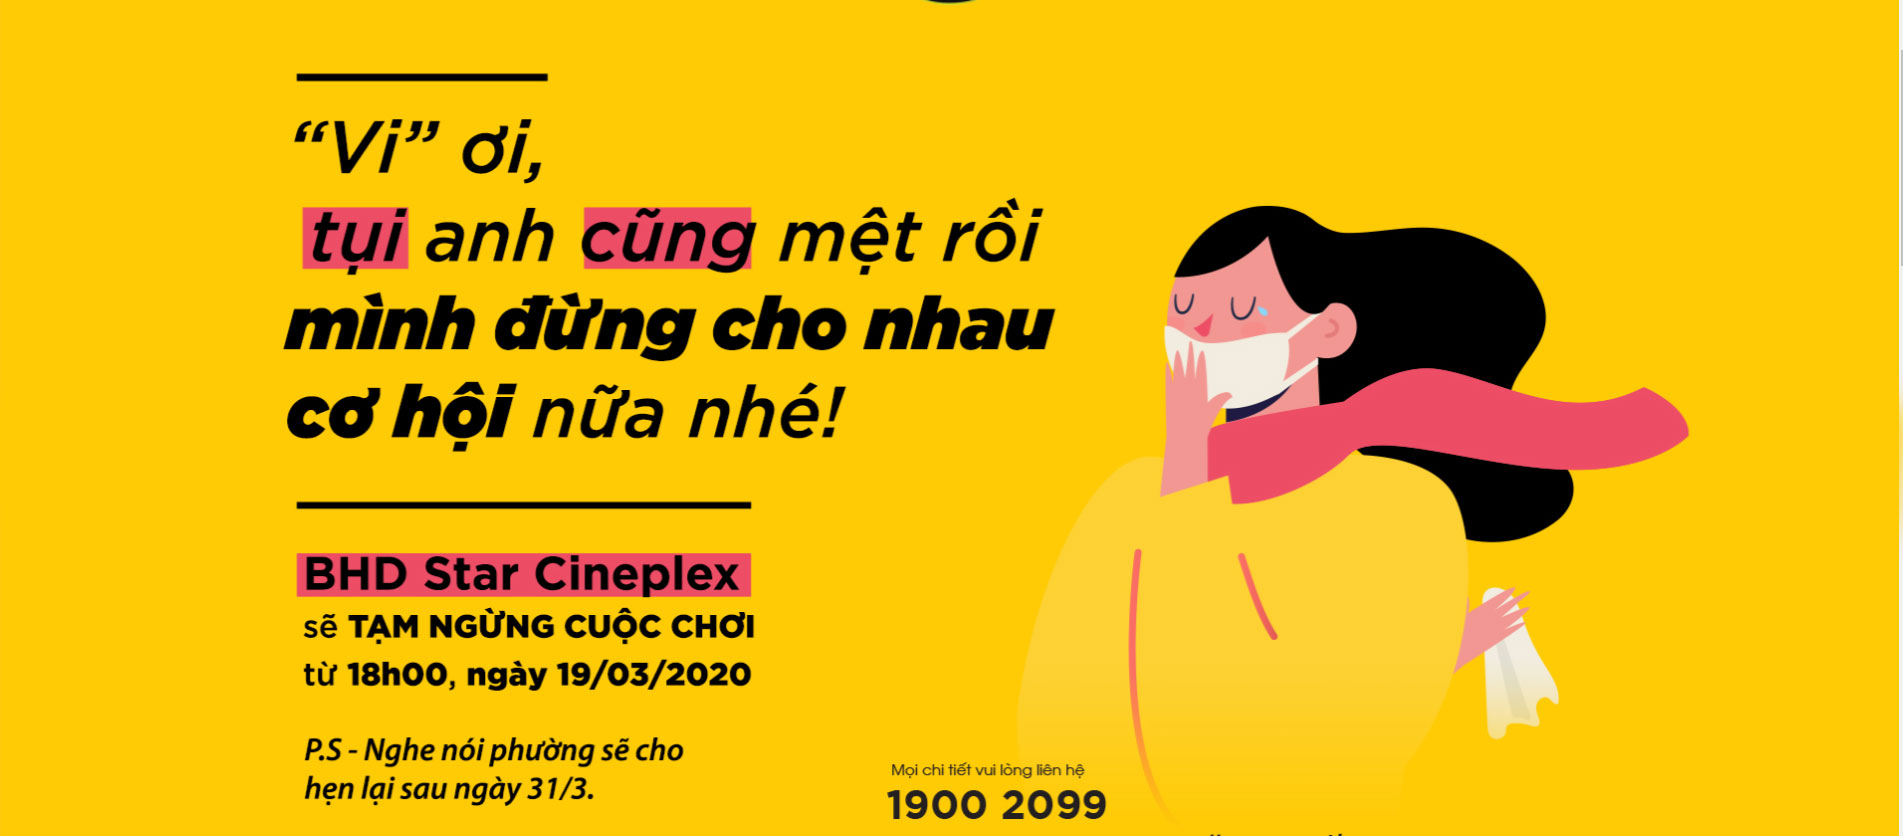 “Vi” ơi,
tụi anh cũng mệt rồi
mình đừng cho nhau
cơ hội nữa nhé!
BHD Star Cineplex
sẽ TẠM NGỪNG CUỘC CHƠI
từ 18h00, ngày 19/03/2020
P.S - Nghe nói phường sẽ cho
hẹn lại sau ngày 31/3.
Mọi chi tiết vui lòng liên hệ
1900 2099